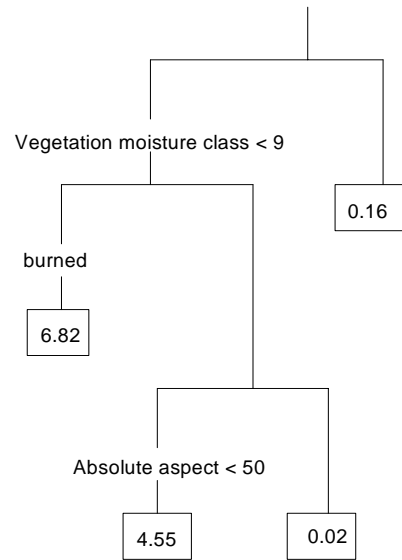 Vegetation moisture class < 9
0.16
burned
6.82
Absolute aspect < 50
4.55
0.02